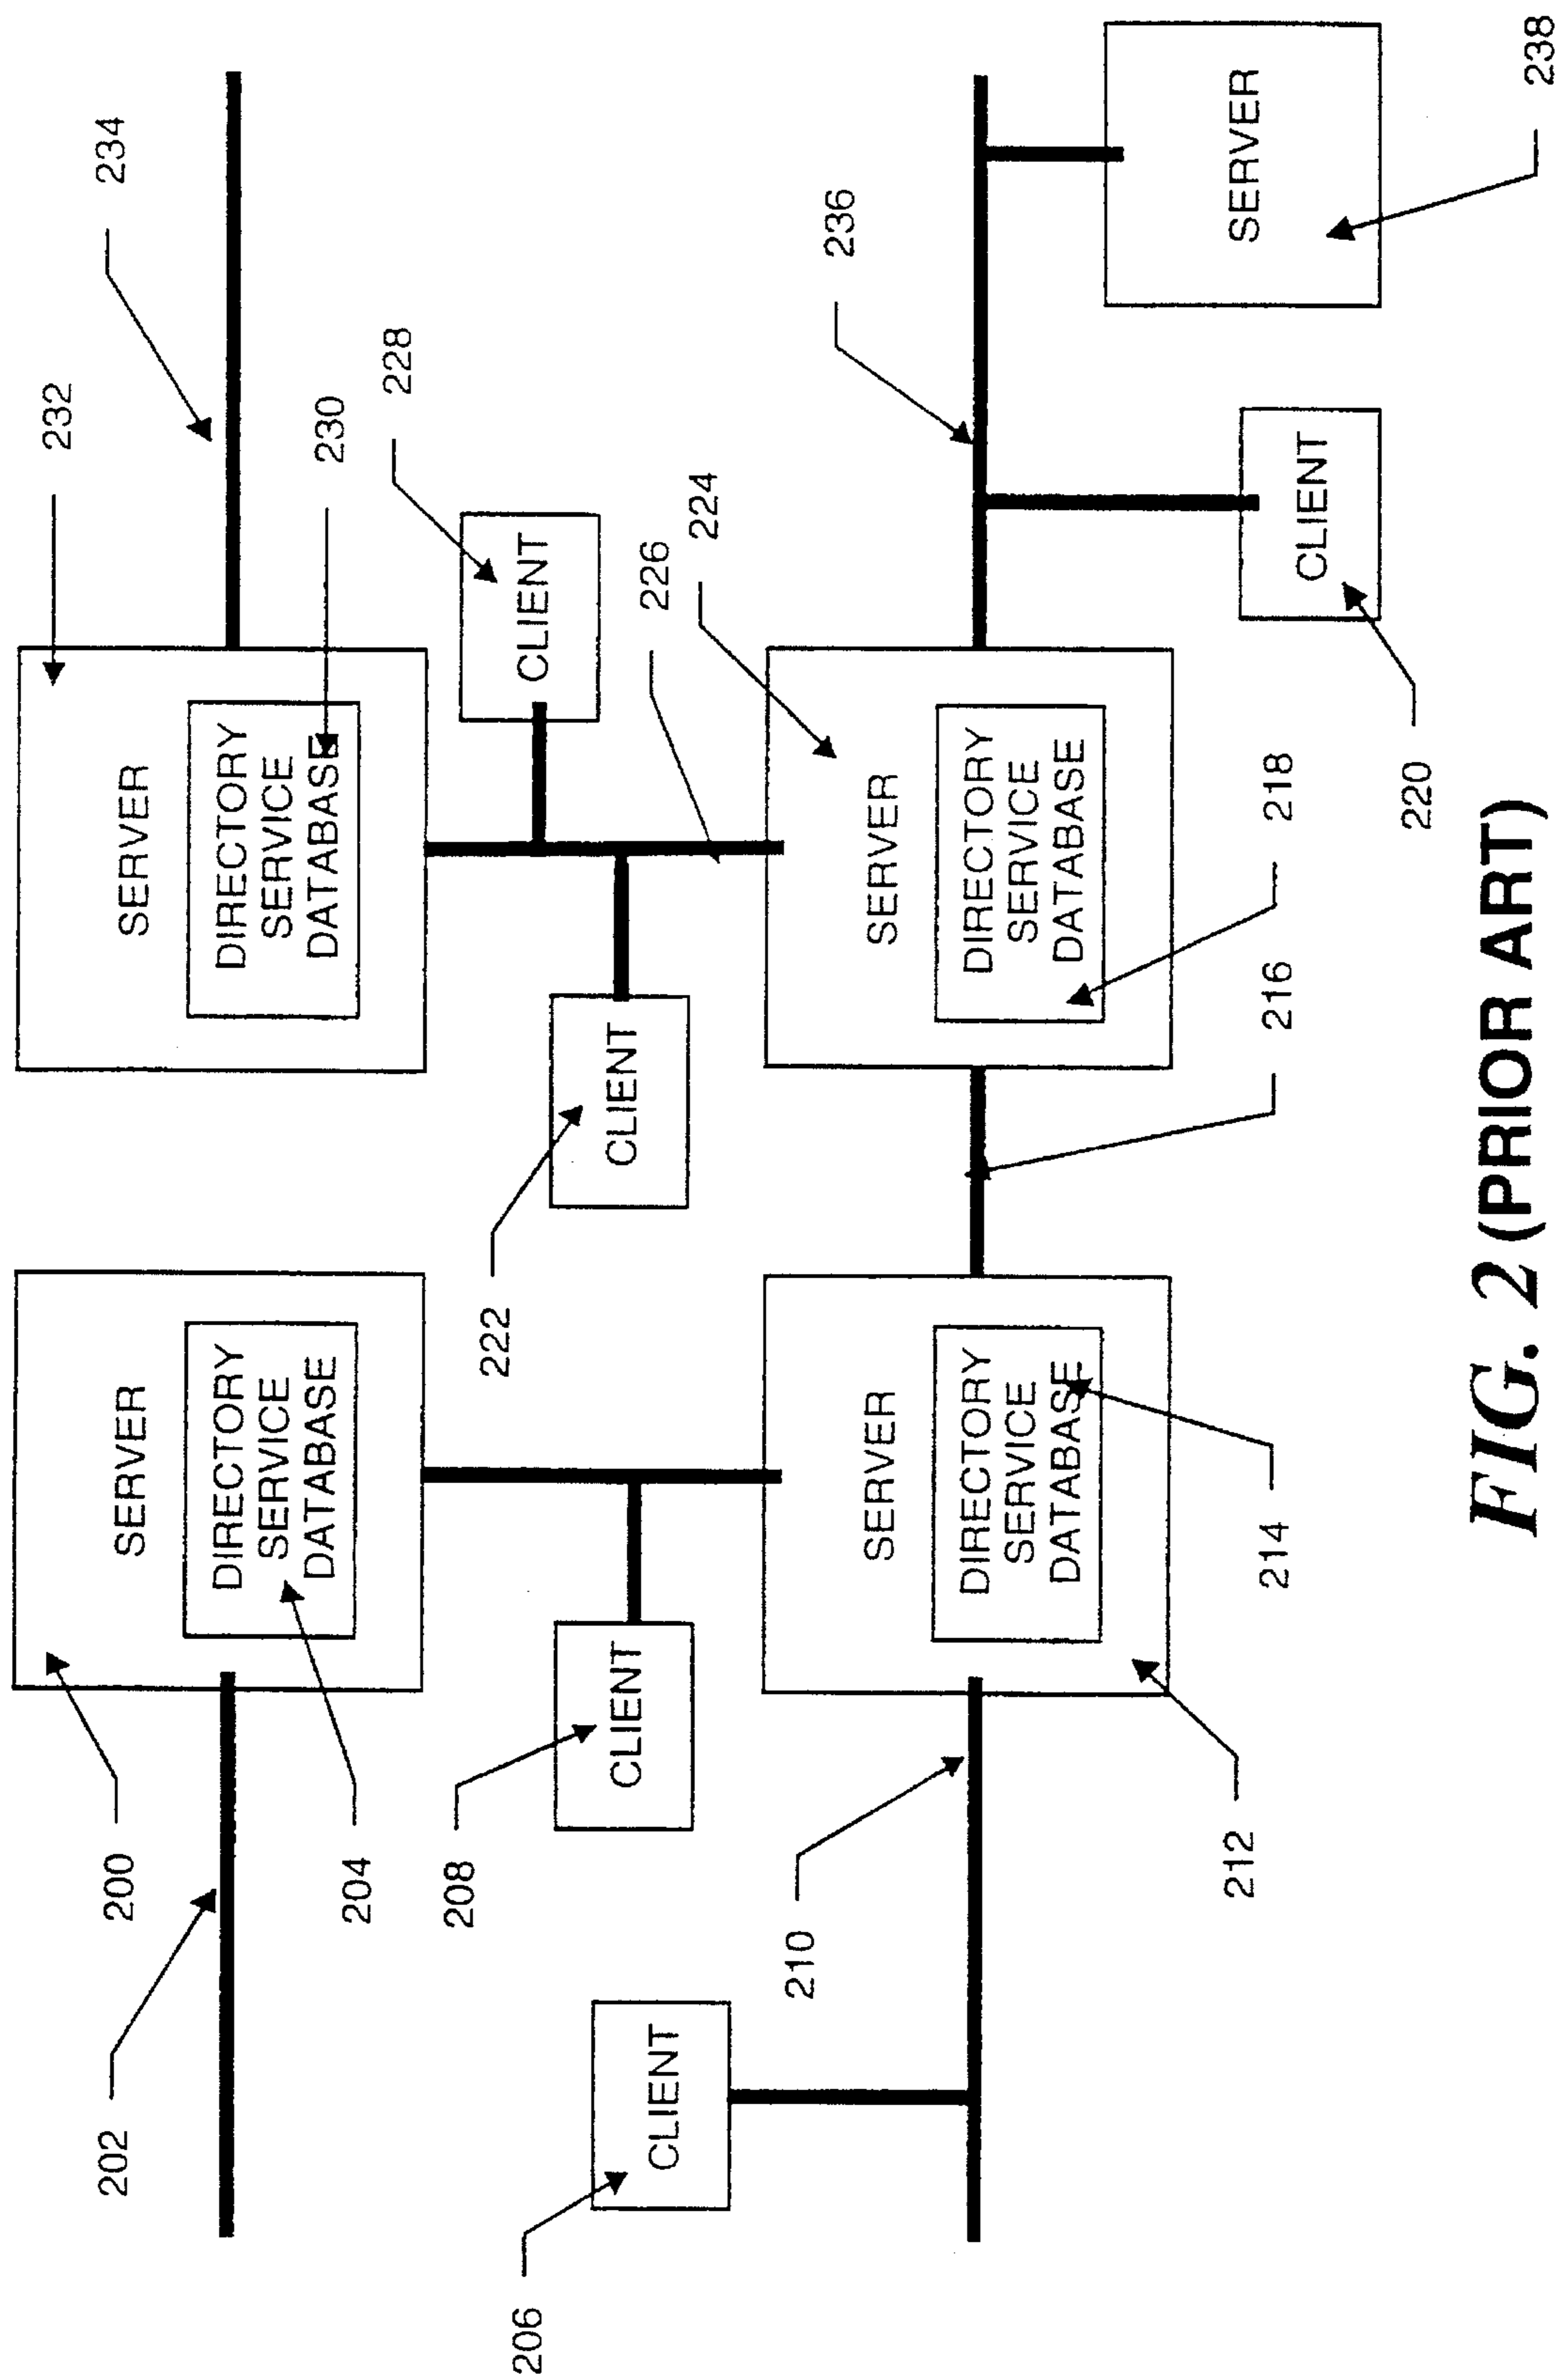 232
202
200
234
SERVER
SERVER
DIRECTORY
SERVICE
DATABASE
DIRECTORY
SERVICE
DATABASE
204
230
228
208
222
206
CLIENT
CLIENT
CLIENT
CLIENT
226
224
210
236
SERVER
SERVER
DIRECTORY
SERVICE
DATABASE
DIRECTORY
SERVICE
DATABASE
212
214
216
218
SERVER
CLIENT
220
238
FIG. 2 (PRIOR ART)